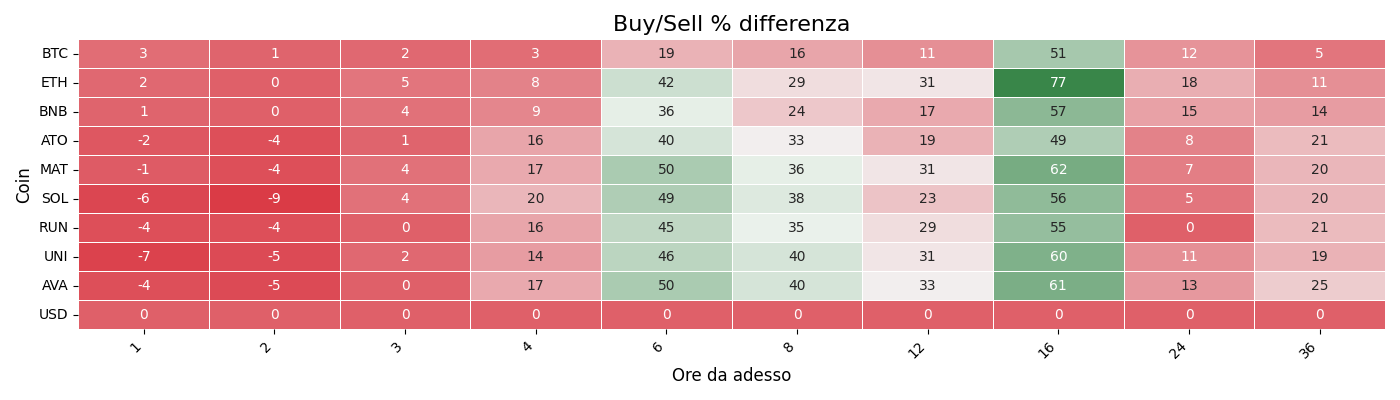 Buy/Sell % differenza
Coin
BTC 3 1 2 3 19 16 11 51 12 5
ETH 2 0 5 8 42 29 31 77 18 11
BNB 1 0 4 9 36 24 17 57 15 14
ATO -2 -4 1 16 40 33 19 49 8 21
MAT -1 -4 4 17 50 36 31 62 7 20
SOL -6 -9 4 20 49 38 23 56 5 20
RUN -4 -4 0 16 45 35 29 55 0 21
UNI -7 -5 2 14 46 40 31 60 11 19
AVA -4 -5 0 17 50 40 33 61 13 25
USD 0 0 0 0 0 0 0 0 0 0
1 2 3 4 6 8 12 16 24 36
Ore da adesso